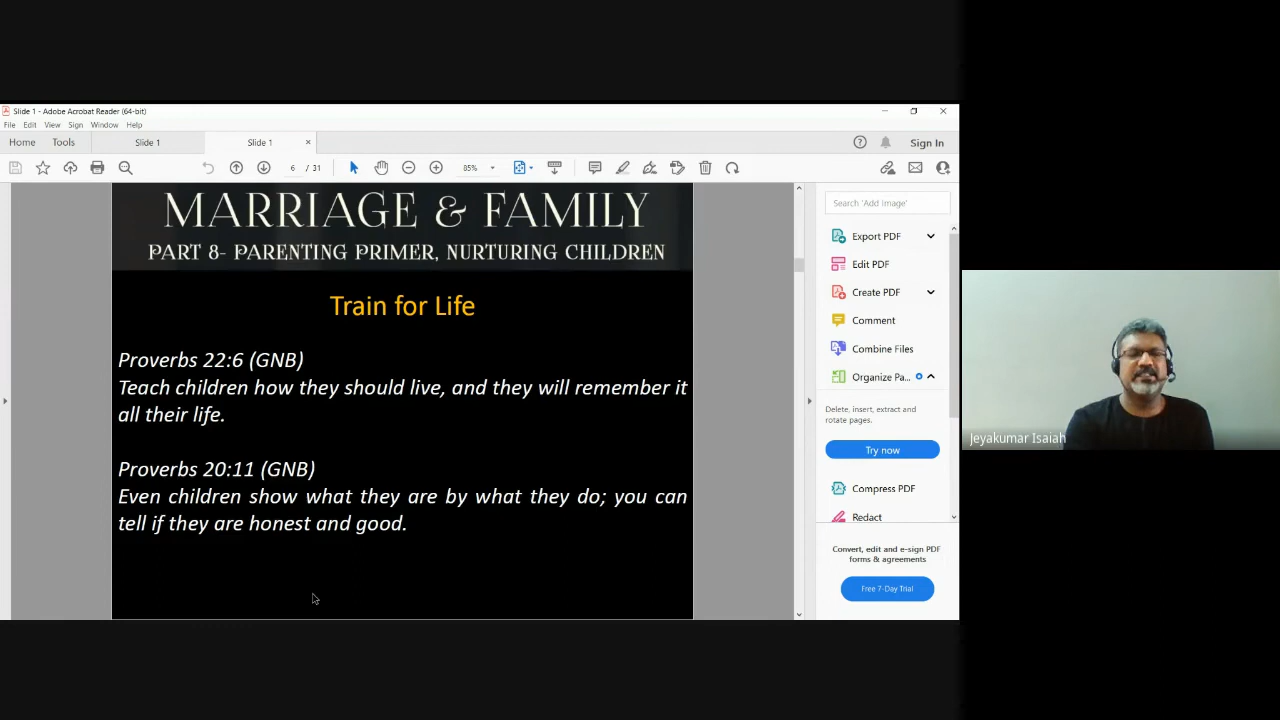 Slide 1 - Adobe Acrobat Reader (64-bit)
File Edit View Sign Window Help
Home Tools Slide 1 Slide 1 × Sign In
6 / 31 85%
MARRIAGE & FAMILY
PART 8- PARENTING PRIMER, NURTURING CHILDREN
Train for Life
Proverbs 22:6 (GNB)
Teach children how they should live, and they will remember it
all their life.
Proverbs 20:11 (GNB)
Even children show what they are by what they do; you can
tell if they are honest and good.
Search 'Add Image'
Export PDF
Edit PDF
Create PDF
Comment
Combine Files
Organize Pa...
Delete, insert, extract and
rotate pages.
Try now
Compress PDF
Redact
Convert, edit and e-sign PDF
forms & agreements
Free 7-Day Trial
Jeyakumar Isaiah